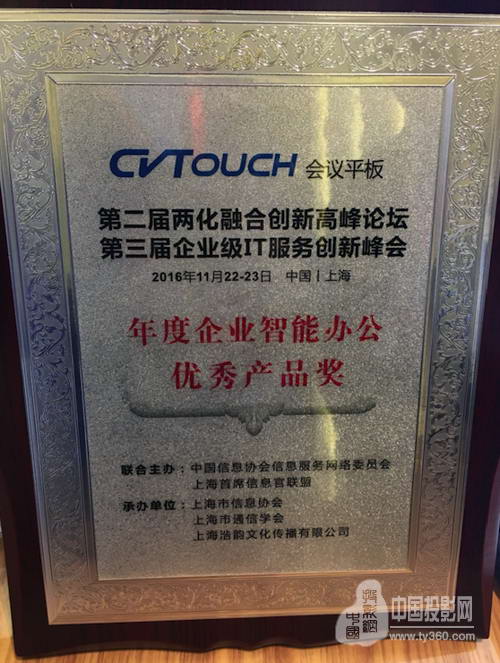 CVTOUCH 会议平板
第二届两化融合创新高峰论坛
第三届企业级IT服务创新峰会
2016年11月22-23日 中国 | 上海
年度企业智能办公
优秀产品奖
联合主办：中国信息协会信息服务网络委员会
上海首席信息官联盟
承办单位：上海市信息协会
上海市通信学会
上海浩韵文化传播有限公司
中国投影网
www.ty360.com